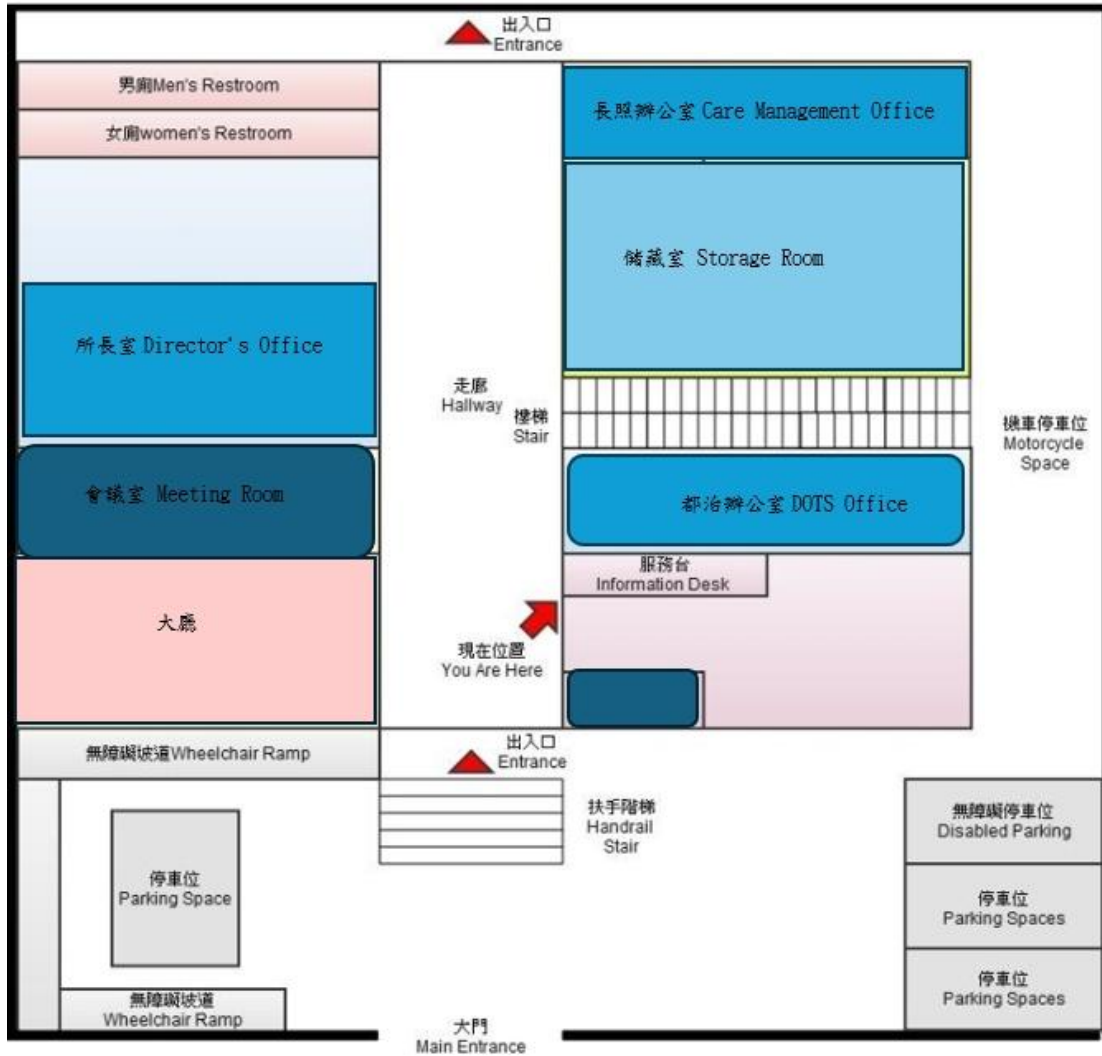 出入口
Entrance
男廁Men's Restroom
女廁women's Restroom
長照辦公室 Care Management Office
儲藏室 Storage Room
所長室 Director's Office
走廊
Hallway
樓梯
Stair
機車停車位
Motorcycle
Space
會議室 Meeting Room
都治辦公室 DOTS Office
服務台
Information Desk
大廳
現在位置
You Are Here
無障礙坡道Wheelchair Ramp
出入口
Entrance
扶手階梯
Handrail
Stair
無障礙停車位
Disabled Parking
停車位
Parking Space
停車位
Parking Spaces
停車位
Parking Spaces
無障礙坡道
Wheelchair Ramp
大門
Main Entrance